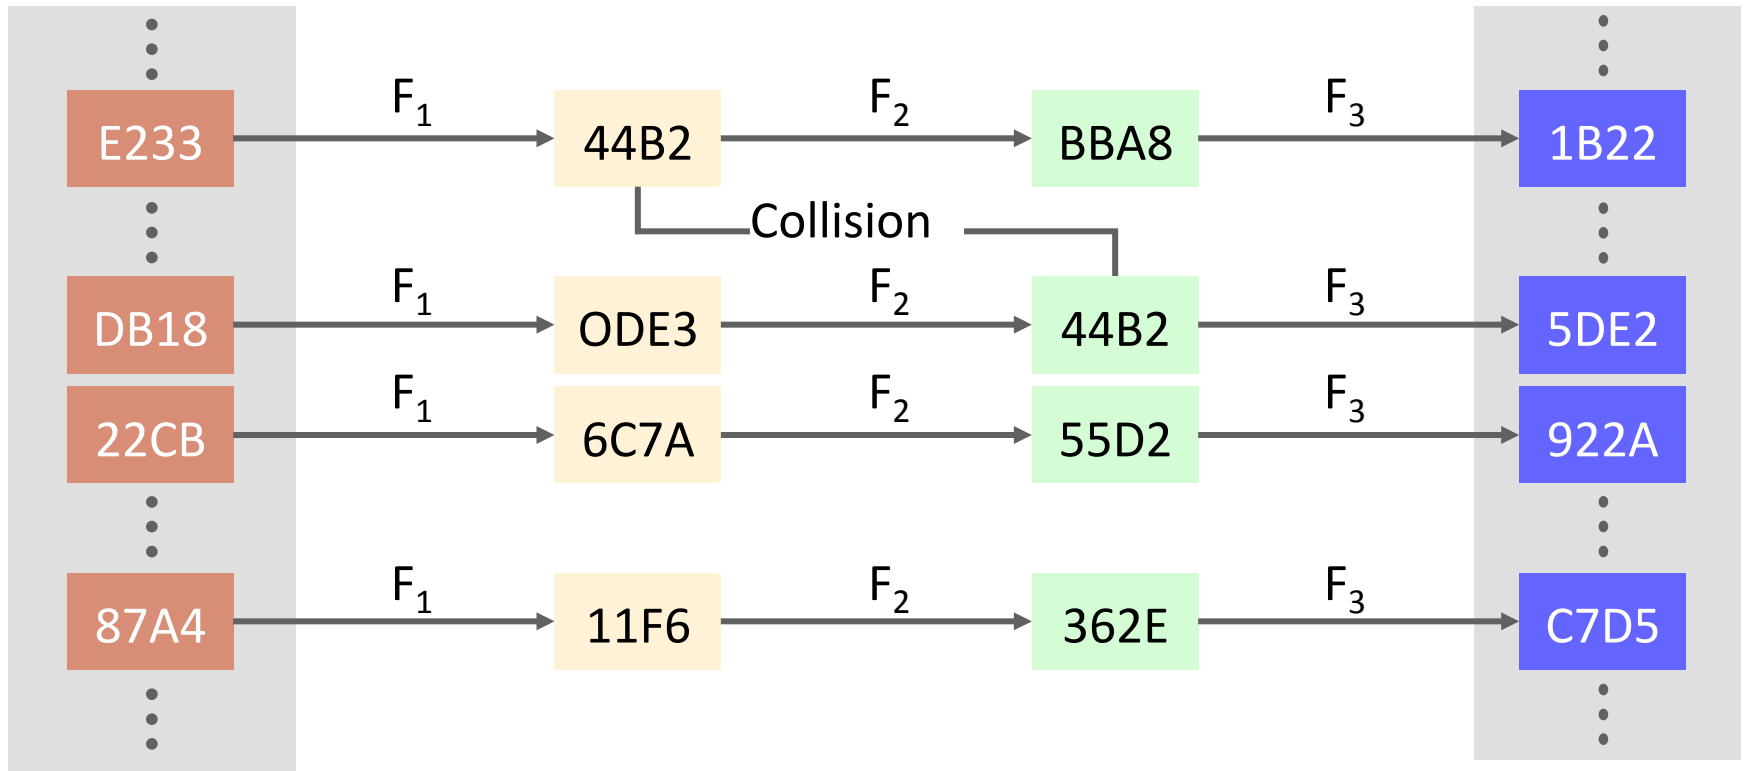 F1 F2 F3
E233 44B2 BBA8 1B22
Collision
F1 F2 F3
DB18 ODE3 44B2 5DE2
F1 F2 F3
22CB 6C7A 55D2 922A
F1 F2 F3
87A4 11F6 362E C7D5